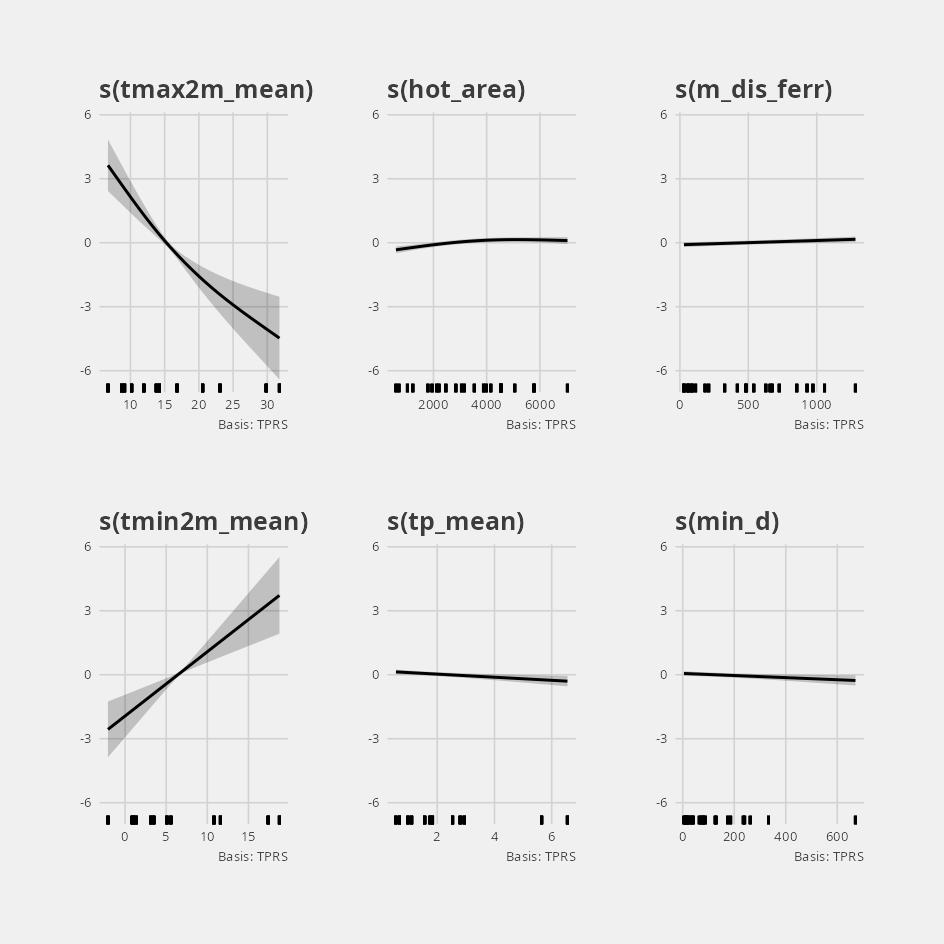 s(tmax2m_mean)
6
3
0
-3
-6
10 15 20 25 30
Basis: TPRS
s(hot_area)
6
3
0
-3
-6
2000 4000 6000
Basis: TPRS
s(m_dis_ferr)
6
3
0
-3
-6
0 500 1000
Basis: TPRS
s(tmin2m_mean)
6
3
0
-3
-6
0 5 10 15
Basis: TPRS
s(tp_mean)
6
3
0
-3
-6
2 4 6
Basis: TPRS
s(min_d)
6
3
0
-3
-6
0 200 400 600
Basis: TPRS